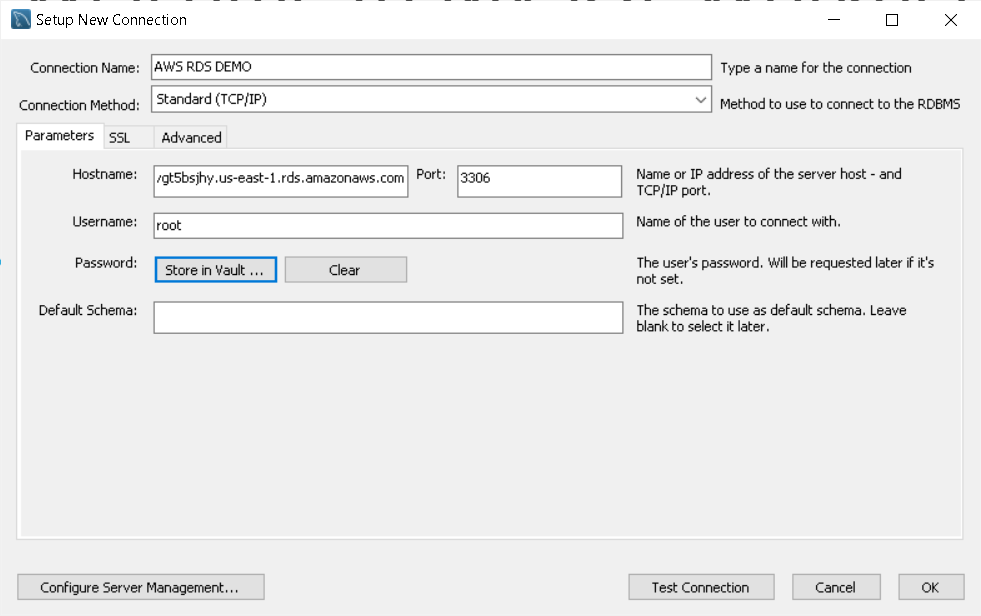 Setup New Connection
Connection Name: AWS RDS DEMO Type a name for the connection
Connection Method: Standard (TCP/IP) Method to use to connect to the RDBMS
Parameters SSL Advanced
Hostname: gt5bsjhy.us-east-1.rds.amazonaws.com Port: 3306 Name or IP address of the server host - and
TCP/IP port.
Username: root Name of the user to connect with.
Password: Store in Vault ... Clear The user's password. Will be requested later if it's
not set.
Default Schema: The schema to use as default schema. Leave
blank to select it later.
Configure Server Management... Test Connection Cancel OK